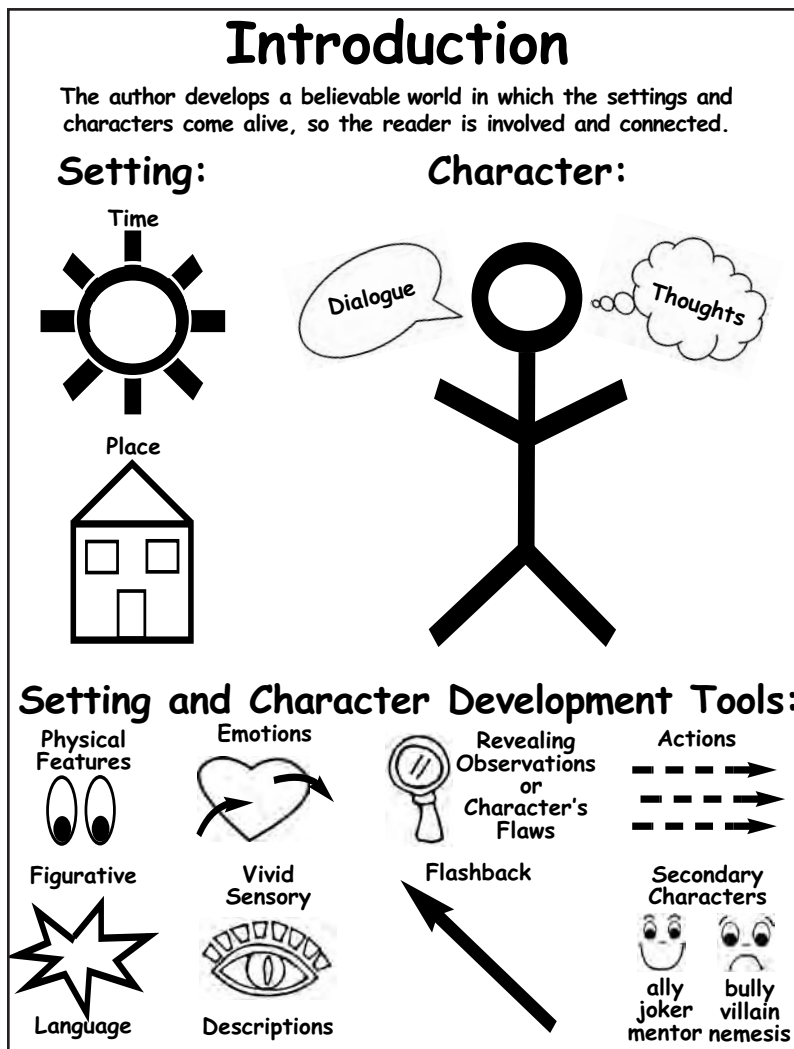 Introduction
The author develops a believable world in which the settings and
characters come alive, so the reader is involved and connected.
Setting:
Time
Place
Character:
Dialogue
Thoughts
Setting and Character Development Tools:
Physical
Features
Emotions
Revealing
Observations
or
Character's
Flaws
Actions
Figurative
Language
Vivid
Sensory
Descriptions
Flashback
Secondary
Characters
ally
joker
mentor
bully
villain
nemesis